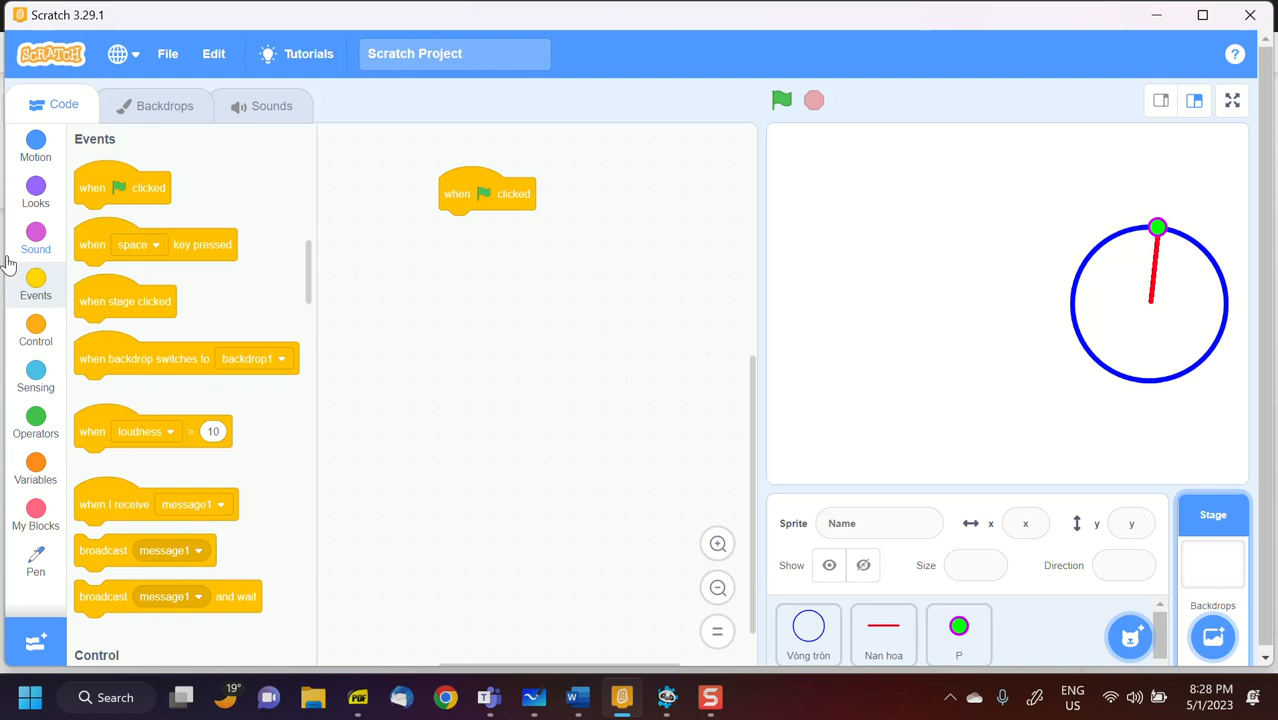 Scratch 3.29.1
SCRATCH
File
Edit
Tutorials
Scratch Project
?
Code
Backdrops
Sounds
Motion
Looks
Sound
Events
Control
Sensing
Operators
Variables
My Blocks
Pen
Events
when clicked
when space key pressed
when stage clicked
when backdrop switches to backdrop1
when loudness > 10
when I receive message1
broadcast message1
broadcast message1 and wait
Control
when clicked
Sprite Name x x y y
Show Size Direction
Vòng tròn
Nan hoa
P
Stage
Backdrops
Search
19°
PDF
T
W
S
ENG
US
8:28 PM
5/1/2023